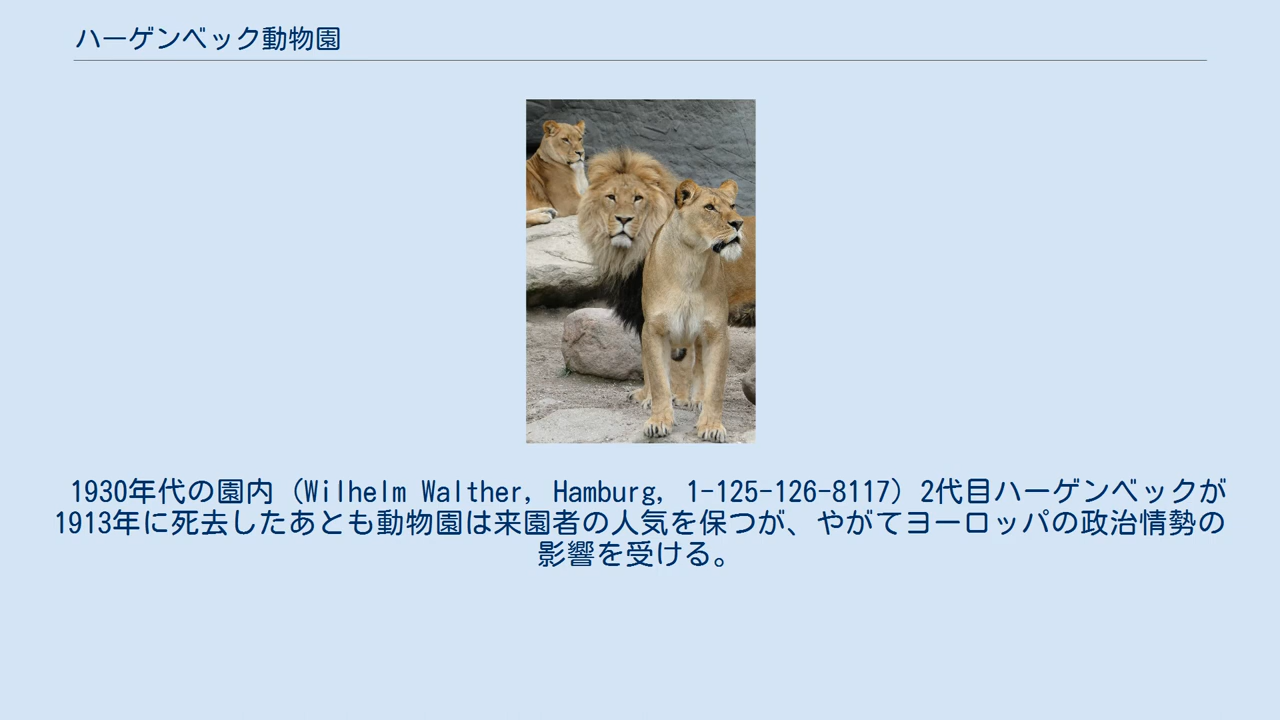 ハーゲンベック動物園
1930年代の園内（Wilhelm Walther, Hamburg, 1-125-126-8117）2代目ハーゲンベックが
1913年に死去したあとも動物園は来園者の人気を保つが、やがてヨーロッパの政治情勢の
影響を受ける。